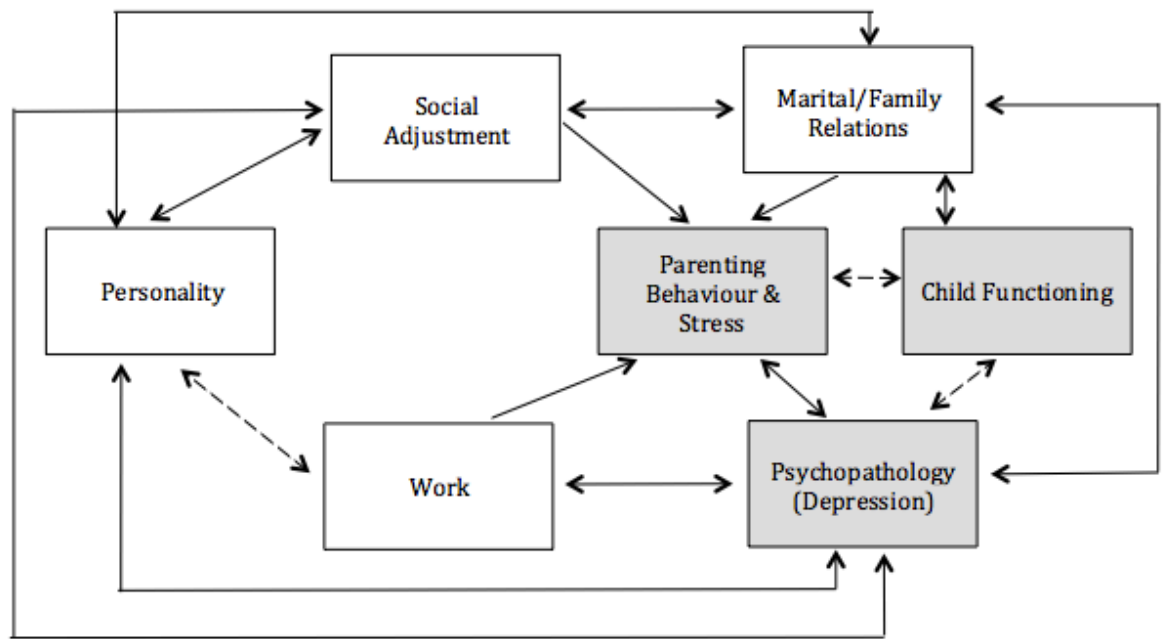 Social
Adjustment
Marital/Family
Relations
Personality
Parenting
Behaviour &
Stress
Child Functioning
Work
Psychopathology
(Depression)